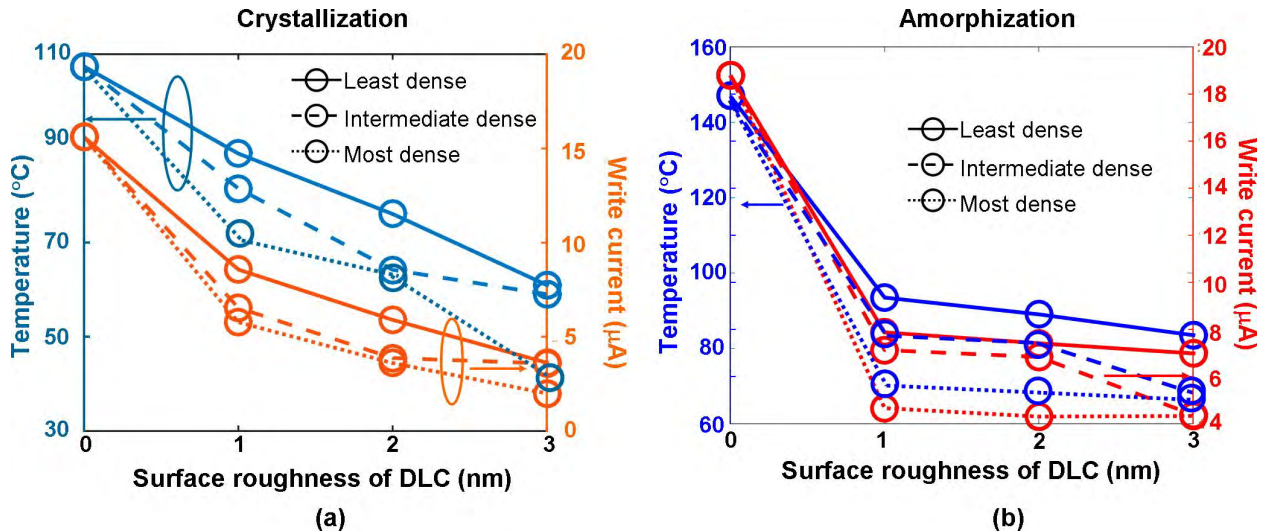 Crystallization
110
90
70
50
30
Temperature (°C)
20
15
10
5
0
Write current (μA)
Least dense
Intermediate dense
Most dense
0 1 2 3
Surface roughness of DLC (nm)
(a)
Amorphization
160
140
120
100
80
60
Temperature (°C)
20
18
16
14
12
10
8
6
4
Write current (μA)
Least dense
Intermediate dense
Most dense
0 1 2 3
Surface roughness of DLC (nm)
(b)